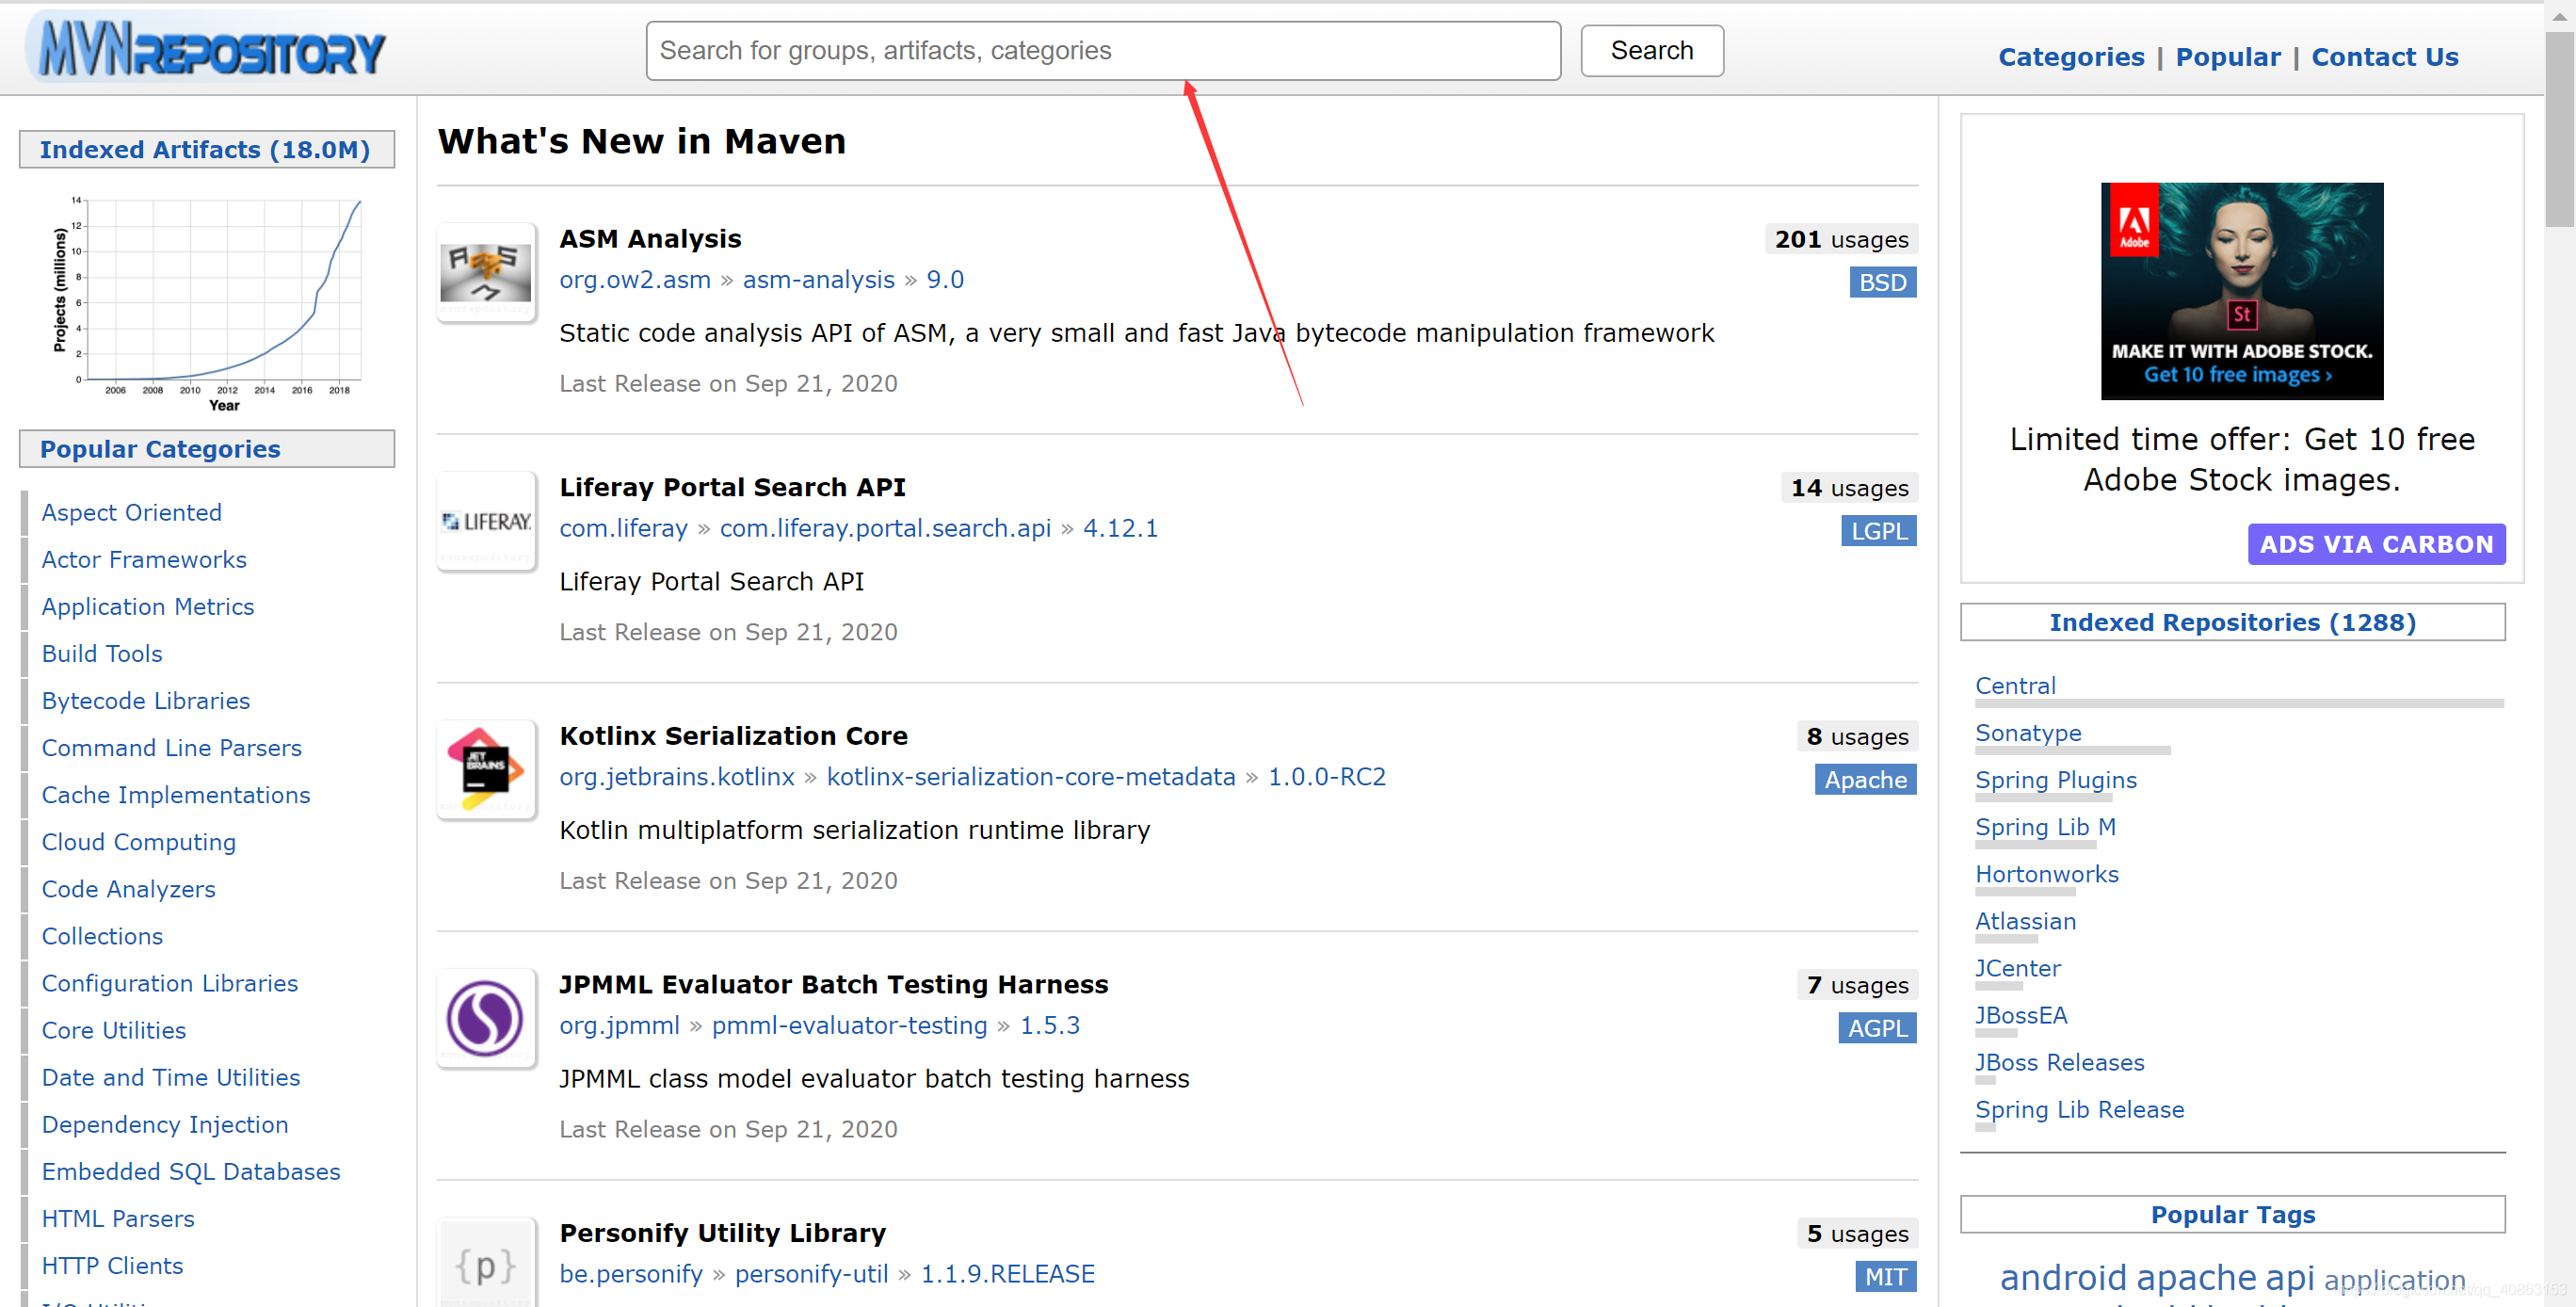 MVNREPOSITORY
Search for groups, artifacts, categories
Search
Categories | Popular | Contact Us
Indexed Artifacts (18.0M)
14
12
10
8
6
4
2
0
Projects (millions)
2006 2008 2010 2012 2014 2016 2018
Year
Popular Categories
Aspect Oriented
Actor Frameworks
Application Metrics
Build Tools
Bytecode Libraries
Command Line Parsers
Cache Implementations
Cloud Computing
Code Analyzers
Collections
Configuration Libraries
Core Utilities
Date and Time Utilities
Dependency Injection
Embedded SQL Databases
HTML Parsers
HTTP Clients
What's New in Maven
ASM Analysis
201 usages
org.ow2.asm » asm-analysis » 9.0
BSD
Static code analysis API of ASM, a very small and fast Java bytecode manipulation framework
Last Release on Sep 21, 2020
LIFERAY
Liferay Portal Search API
14 usages
com.liferay » com.liferay.portal.search.api » 4.12.1
LGPL
Liferay Portal Search API
Last Release on Sep 21, 2020
JET
BRAINS
Kotlinx Serialization Core
8 usages
org.jetbrains.kotlinx » kotlinx-serialization-core-metadata » 1.0.0-RC2
Apache
Kotlin multiplatform serialization runtime library
Last Release on Sep 21, 2020
JPMML Evaluator Batch Testing Harness
7 usages
org.jpmml » pmml-evaluator-testing » 1.5.3
AGPL
JPMML class model evaluator batch testing harness
Last Release on Sep 21, 2020
{p}
Personify Utility Library
5 usages
be.personify » personify-util » 1.1.9.RELEASE
MIT
Adobe
St
MAKE IT WITH ADOBE STOCK.
Get 10 free images ›
Limited time offer: Get 10 free
Adobe Stock images.
ADS VIA CARBON
Indexed Repositories (1288)
Central
Sonatype
Spring Plugins
Spring Lib M
Hortonworks
Atlassian
JCenter
JBossEA
JBoss Releases
Spring Lib Release
Popular Tags
android apache api application